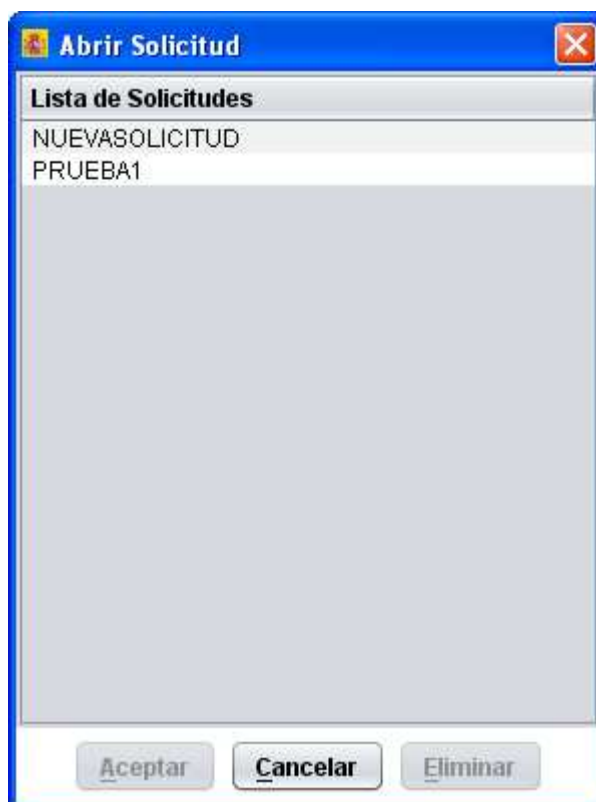 Abrir Solicitud
Lista de Solicitudes
NUEVASOLICITUD
PRUEBA1
Aceptar Cancelar Eliminar